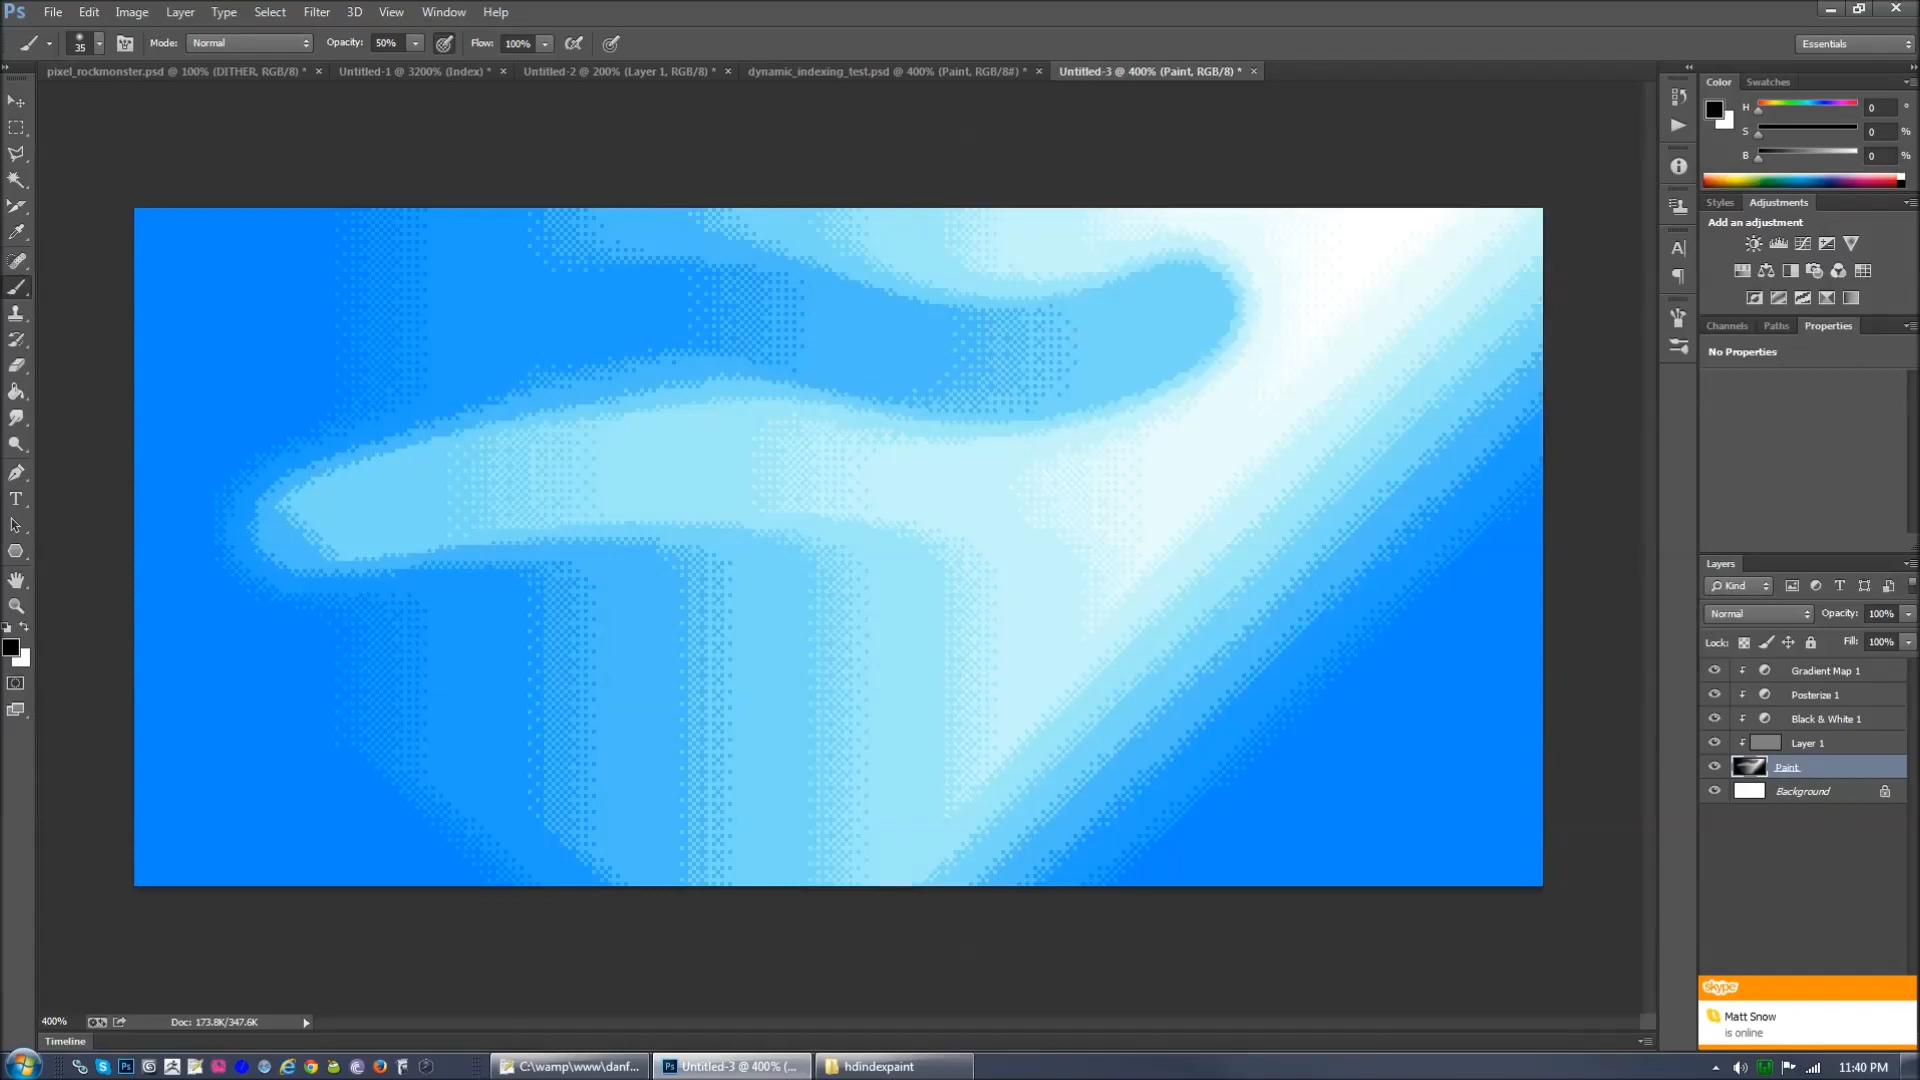 Ps File Edit Image Layer Type Select Filter 3D View Window Help
35 Mode: Normal Opacity: 50% Flow: 100% Essentials
pixel_rockmonster.psd @ 100% (DITHER, RGB/8) * × Untitled-1 @ 3200% (Index) * × Untitled-2 @ 200% (Layer 1, RGB/8) * × dynamic_indexing_test.psd @ 400% (Paint, RGB/8#) * × Untitled-3 @ 400% (Paint, RGB/8) * ×
Color Swatches
H 0 °
S 0 %
B 0 %
Styles Adjustments
Add an adjustment
Channels Paths Properties
No Properties
Layers
Kind
Normal Opacity: 100%
Lock: Fill: 100%
Gradient Map 1
Posterize 1
Black & White 1
Layer 1
Paint
Background
skype
Matt Snow
is online
400% Doc: 173.8K/347.6K
Timeline
C:\wamp\www\danf... Untitled-3 @ 400% (... hdindexpaint 11:40 PM